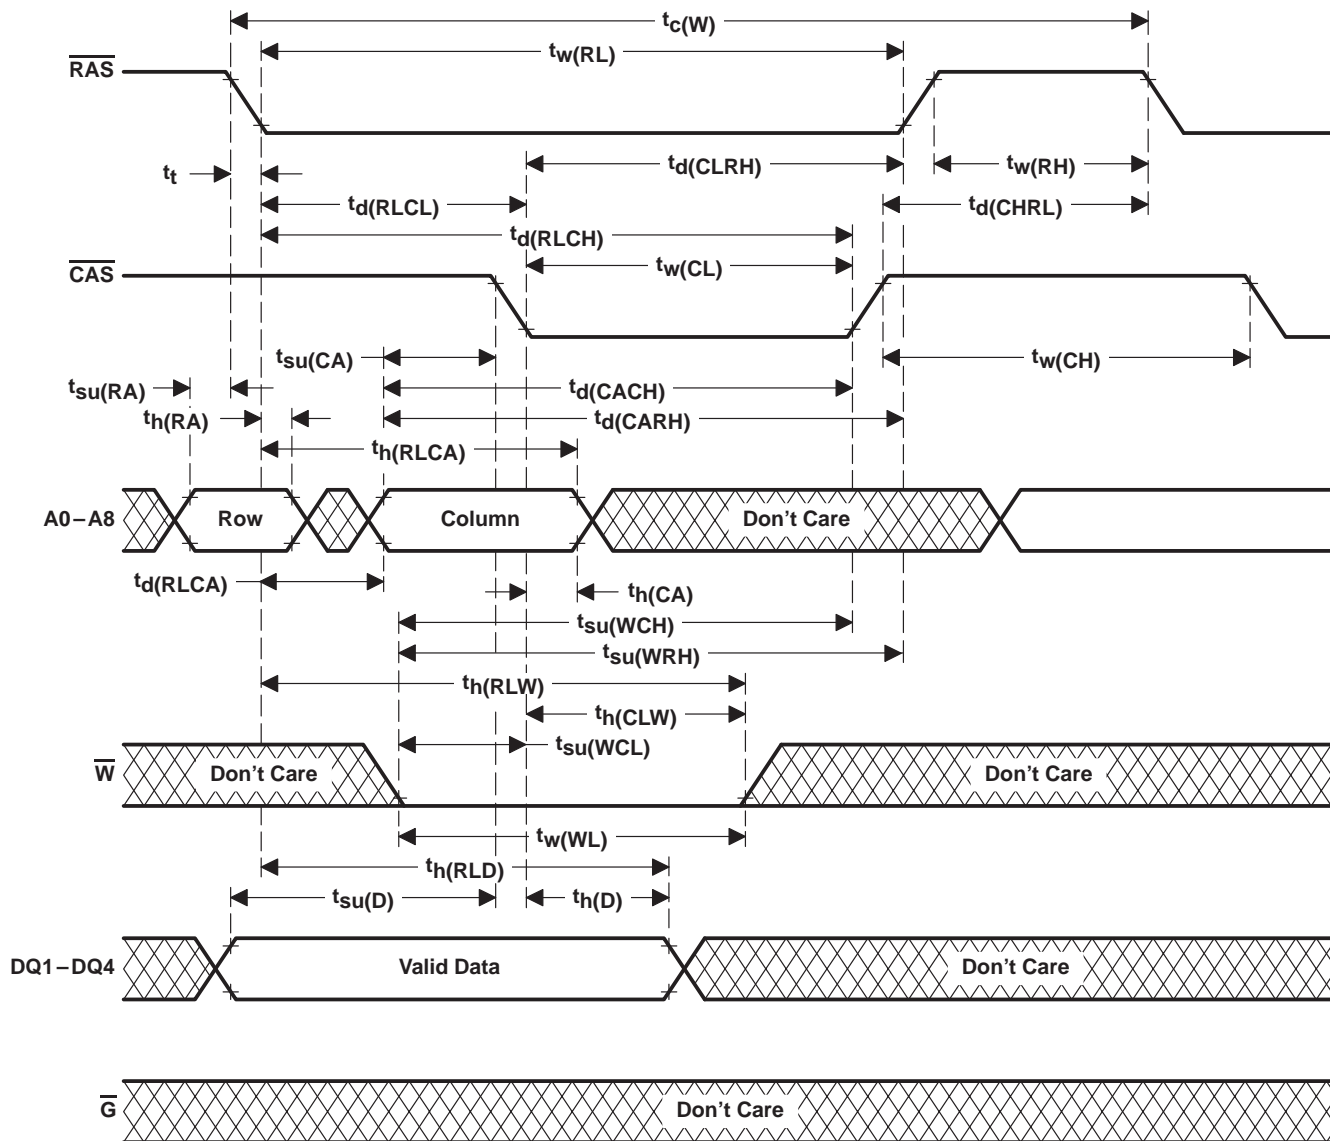 tc(W)
tw(RL)
RAS
td(CLRH)
tw(RH)
tt
td(RLCL)
td(CHRL)
td(RLCH)
CAS
tw(CL)
tsu(CA)
tw(CH)
tsu(RA)
td(CACH)
th(RA)
td(CARH)
th(RLCA)
A0–A8
Row
Column
Don't Care
td(RLCA)
th(CA)
tsu(WCH)
tsu(WRH)
th(RLW)
th(CLW)
tsu(WCL)
W
Don't Care
Don't Care
tw(WL)
th(RLD)
tsu(D)
th(D)
DQ1–DQ4
Valid Data
Don't Care
G
Don't Care